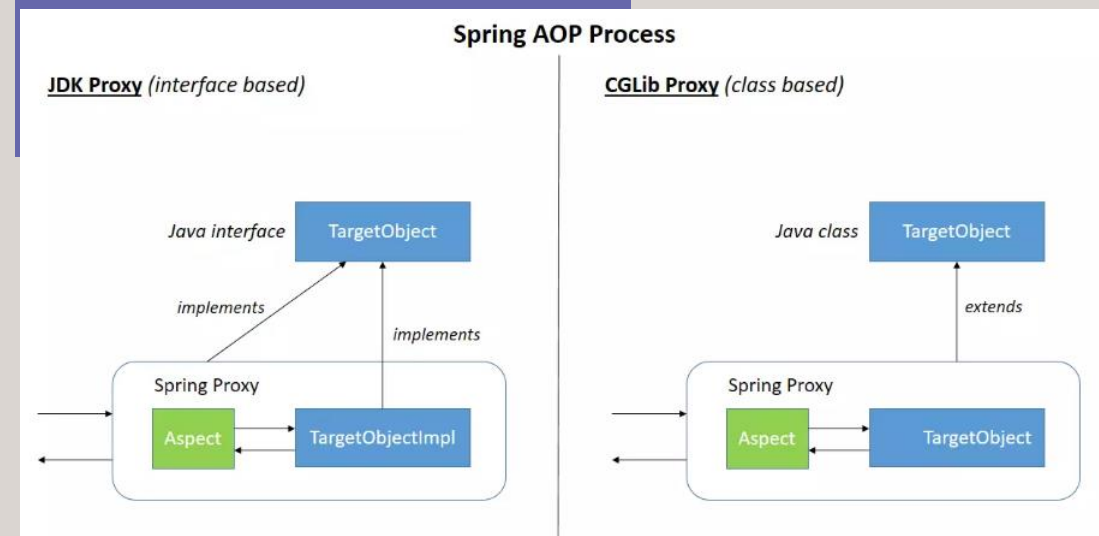 Spring AOP Process
JDK Proxy (interface based)
Java interface
TargetObject
implements
implements
Spring Proxy
Aspect
TargetObjectImpl
CGLib Proxy (class based)
Java class
TargetObject
extends
Spring Proxy
Aspect
TargetObject